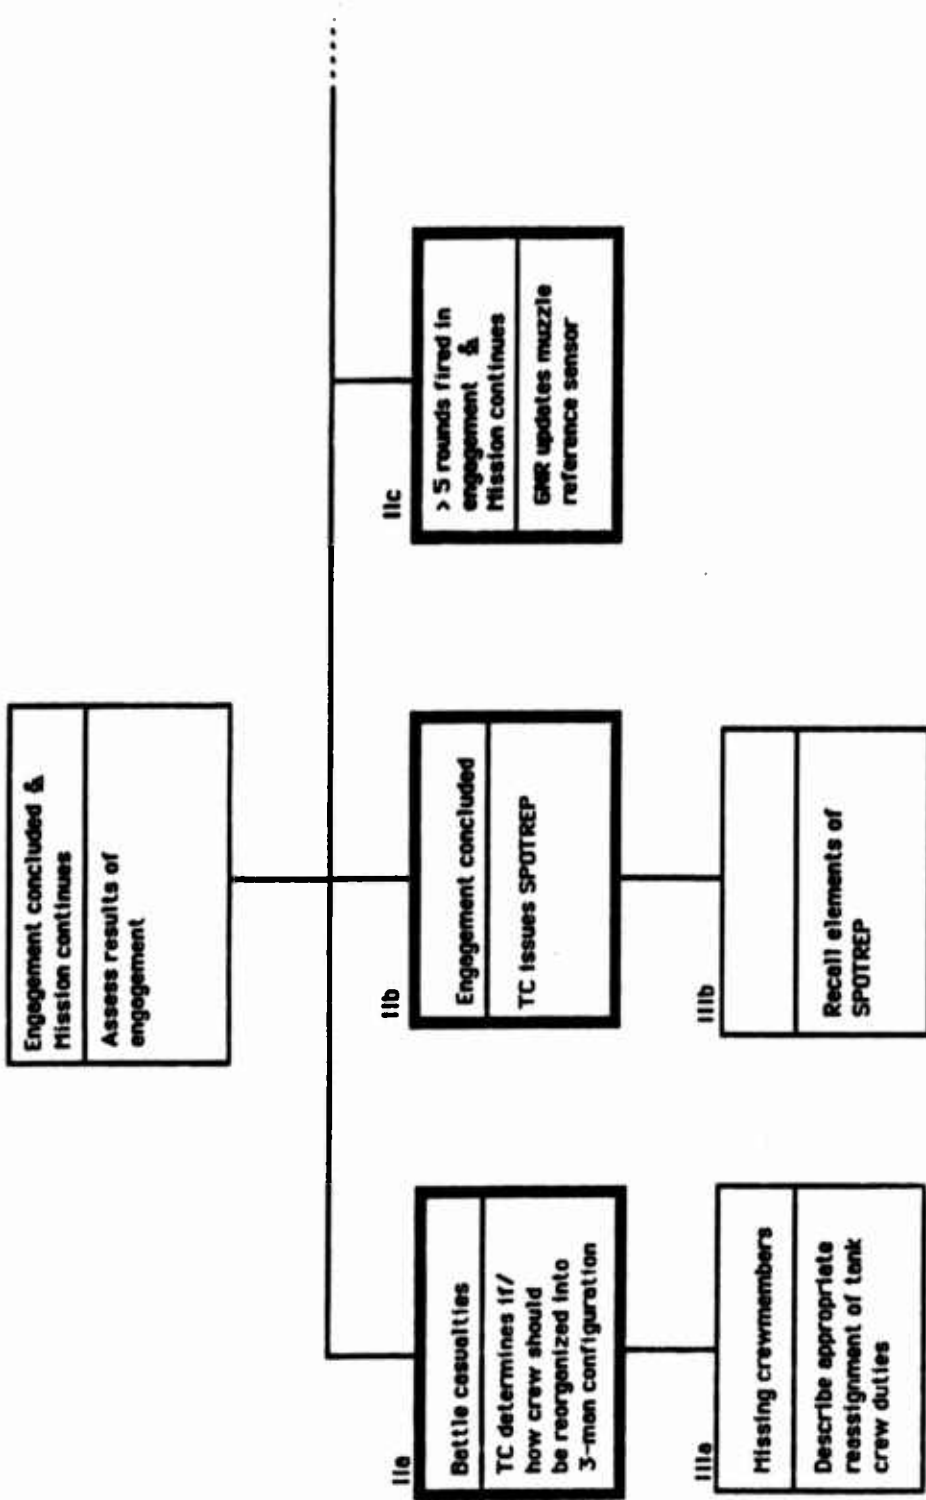 Engagement concluded &
Mission continues
Assess results of
engagement
IIa
Battle casualties
TC determines if/
how crew should
be reorganized into
3-man configuration
IIb
Engagement concluded
TC issues SPOTREP
IIc
> 5 rounds fired in
engagement &
Mission continues
GNR updates muzzle
reference sensor
IIIa
Missing crewmembers
Describe appropriate
reassignment of tank
crew duties
IIIb
Recall elements of
SPOTREP